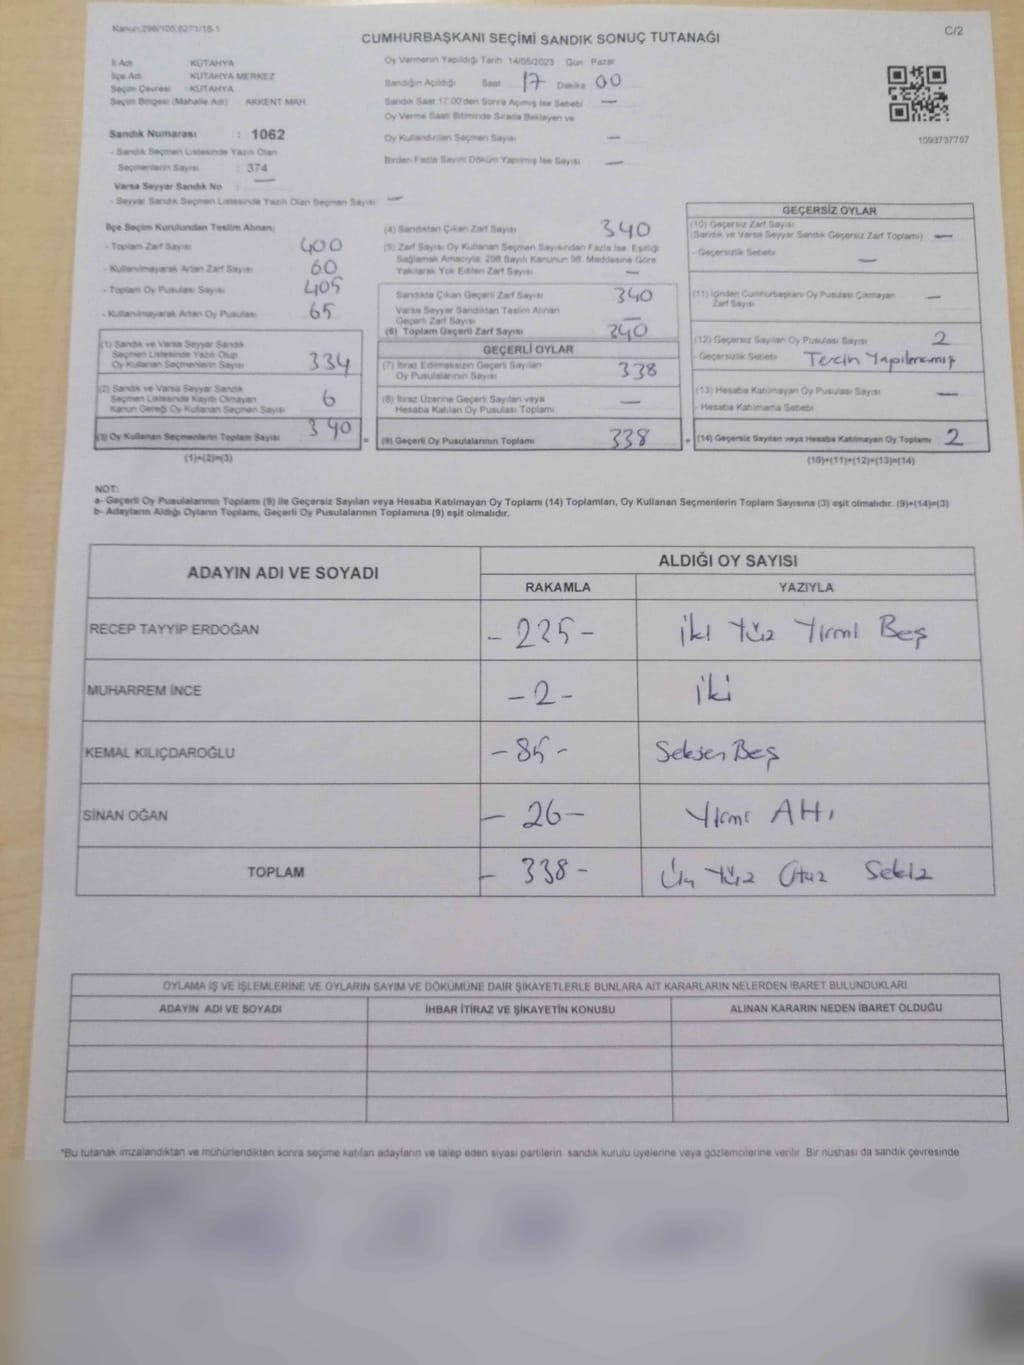 Kanun:298/105;6271/18-1
C/2
CUMHURBAŞKANI SEÇİMİ SANDIK SONUÇ TUTANAĞI
İl Adı KÜTAHYA
İlçe Adı KÜTAHYA MERKEZ
Seçim Çevresi : KÜTAHYA
Seçim Bölgesi (Mahalle Adı) AKKENT MAH.
Sandık Numarası : 1062
- Sandık Seçmen Listesinde Yazılı Olan
Seçmenlerin Sayısı : 374
Varsa Seyyar Sandık No : —
- Seyyar Sandık Seçmen Listesinde Yazılı Olan Seçmen Sayısı : —
Oy Vermenin Yapıldığı Tarih 14/05/2023 Gün Pazar
Sandığın Açıldığı Saat 17 Dakika 00
Sandık Saat 17:00'den Sonra Açılmış İse Sebebi —
Oy Verme Saati Bitiminde Sırada Bekleyen ve
Oy Kullandırılan Seçmen Sayısı —
Birden Fazla Sayım Döküm Yapılmış İse Sayısı —
1093737757
İlçe Seçim Kurulundan Teslim Alınan;
- Toplam Zarf Sayısı 400
- Kullanılmayarak Artan Zarf Sayısı 60
- Toplam Oy Pusulası Sayısı 405
- Kullanılmayarak Artan Oy Pusulası 65
(1) Sandık ve Varsa Seyyar Sandık
Seçmen Listesinde Yazılı Olup
Oy Kullanan Seçmenlerin Sayısı 334
(2) Sandık ve Varsa Seyyar Sandık
Seçmen Listesinde Kayıtlı Olmayan
Kanun Gereği Oy Kullanan Seçmen Sayısı 6
(3) Oy Kullanan Seçmenlerin Toplam Sayısı 340
(1)+(2)=(3)
(4) Sandıktan Çıkan Zarf Sayısı 340
(5) Zarf Sayısı Oy Kullanan Seçmen Sayısından Fazla İse, Eşitliği
Sağlamak Amacıyla, 298 Sayılı Kanunun 98. Maddesine Göre
Yakılarak Yok Edilen Zarf Sayısı —
Sandıkta Çıkan Geçerli Zarf Sayısı 340
Varsa Seyyar Sandıktan Teslim Alınan
Geçerli Zarf Sayısı —
(6) Toplam Geçerli Zarf Sayısı 340
GEÇERLİ OYLAR
(7) İtiraz Edilmeksizin Geçerli Sayılan
Oy Pusulasının Sayısı 338
(8) İtiraz Üzerine Geçerli Sayılan veya
Hesaba Katılan Oy Pusulası Toplamı —
= (9) Geçerli Oy Pusulalarının Toplamı 338
GEÇERSİZ OYLAR
(10) Geçersiz Zarf Sayısı
(Sandık ve Varsa Seyyar Sandık Geçersiz Zarf Toplamı) —
- Geçersizlik Sebebi —
(11) İçinden Cumhurbaşkanı Oy Pusulası Çıkmayan
Zarf Sayısı —
(12) Geçersiz Sayılan Oy Pusulası Sayısı 2
- Geçersizlik Sebebi Tercin Yapılmamış
(13) Hesaba Katılmayan Oy Pusulası Sayısı —
- Hesaba Katılmama Sebebi
+ (14) Geçersiz Sayılan veya Hesaba Katılmayan Oy Toplamı 2
(10)+(11)+(12)+(13)=(14)
NOT:
a- Geçerli Oy Pusulalarının Toplamı (9) ile Geçersiz Sayılan veya Hesaba Katılmayan Oy Toplamı (14) Toplamları, Oy Kullanan Seçmenlerin Toplam Sayısına (3) eşit olmalıdır. (9)+(14)=(3)
b- Adayların Aldığı Oyların Toplamı, Geçerli Oy Pusulalarının Toplamına (9) eşit olmalıdır.
ADAYIN ADI VE SOYADI ALDIĞI OY SAYISI
RAKAMLA YAZIYLA
RECEP TAYYİP ERDOĞAN - 225 - İki Yüz Yirmi Beş
MUHARREM İNCE - 2 - İki
KEMAL KILIÇDAROĞLU - 85 - Seksen Beş
SİNAN OĞAN - 26 - Yirmi Altı
TOPLAM - 338 - Üç Yüz Otuz Sekiz
OYLAMA İŞ VE İŞLEMLERİNE VE OYLARIN SAYIM VE DÖKÜMÜNE DAİR ŞİKAYETLERLE BUNLARA AİT KARARLARIN NELERDEN İBARET BULUNDUKLARI
ADAYIN ADI VE SOYADI İHBAR İTİRAZ VE ŞİKAYETİN KONUSU ALINAN KARARIN NEDEN İBARET OLDUĞU
*Bu tutanak imzalandıktan ve mühürlendikten sonra seçime katılan adayların ve talep eden siyasi partilerin sandık kurulu üyelerine veya gözlemcilerine verilir. Bir nüshası da sandık çevresinde